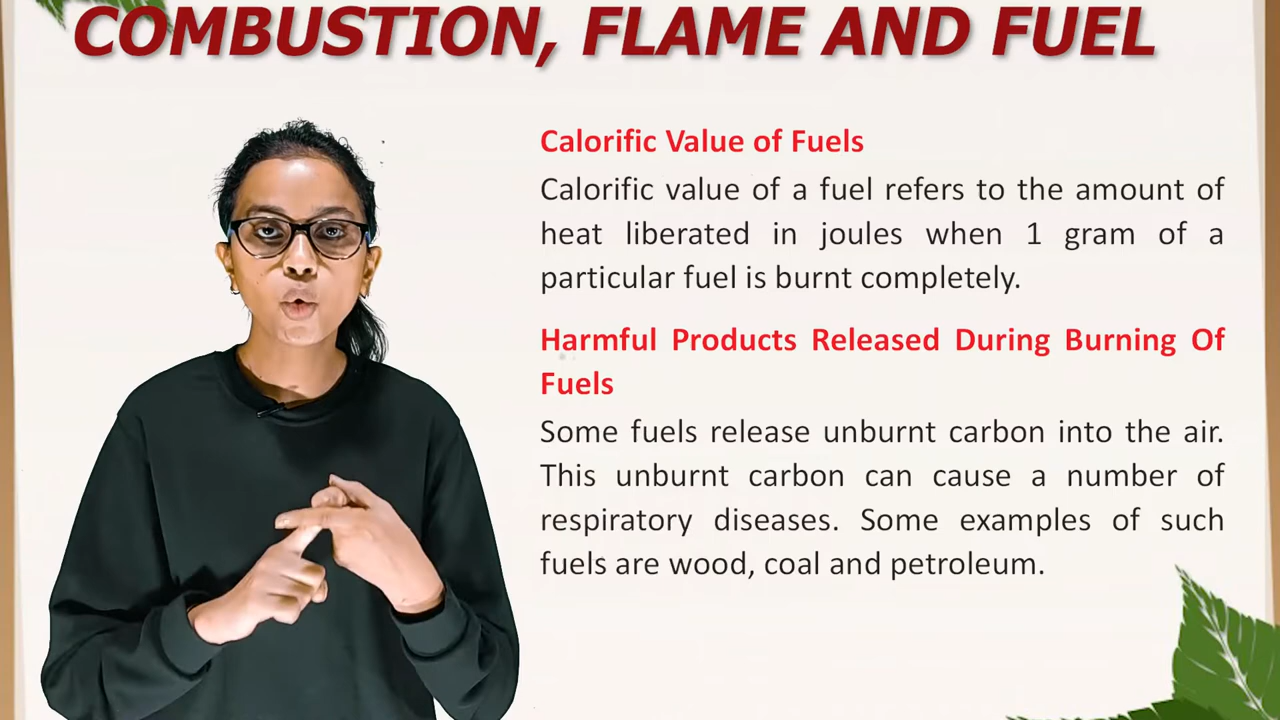 COMBUSTION, FLAME AND FUEL
Calorific Value of Fuels
Calorific value of a fuel refers to the amount of
heat liberated in joules when 1 gram of a
particular fuel is burnt completely.
Harmful Products Released During Burning Of
Fuels
Some fuels release unburnt carbon into the air.
This unburnt carbon can cause a number of
respiratory diseases. Some examples of such
fuels are wood, coal and petroleum.